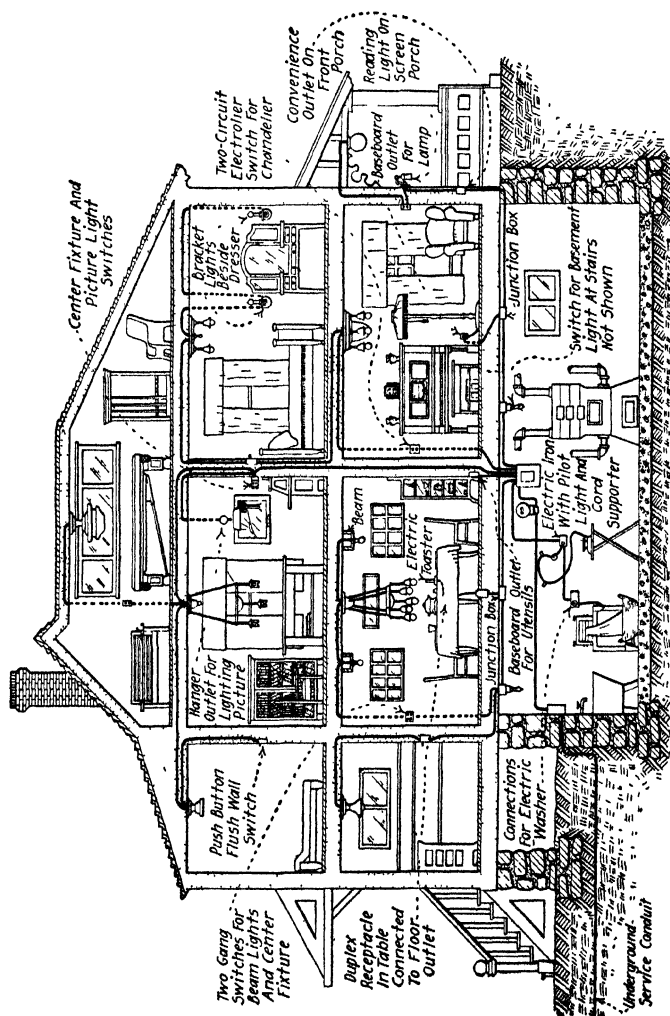 Center Fixture And
Picture Light
Switches
Two-Circuit
Electrolier
Switch For
Chandelier
Convenience
Outlet On
Front
Porch
Reading
Light On
Screen
Porch
Bracket
Lights
Beside
Dresser
Baseboard
Outlet
For
Lamp
Hanger
Outlet For
Lighting
Picture
Push Button
Flush Wall
Switch
Two Gang
Switches For
Beam Lights
And Center
Fixture
Beam
Electric
Toaster
Junction Box
Junction Box
Duplex
Receptacle
In Table
Connected
To Floor
Outlet
Baseboard Outlet
For Utensils
Electric Iron
With Pilot
Light And
Cord
Supporter
Switch For Basement
Light At Stairs
Not Shown
Connections
For Electric
Washer
Underground
Service Conduit